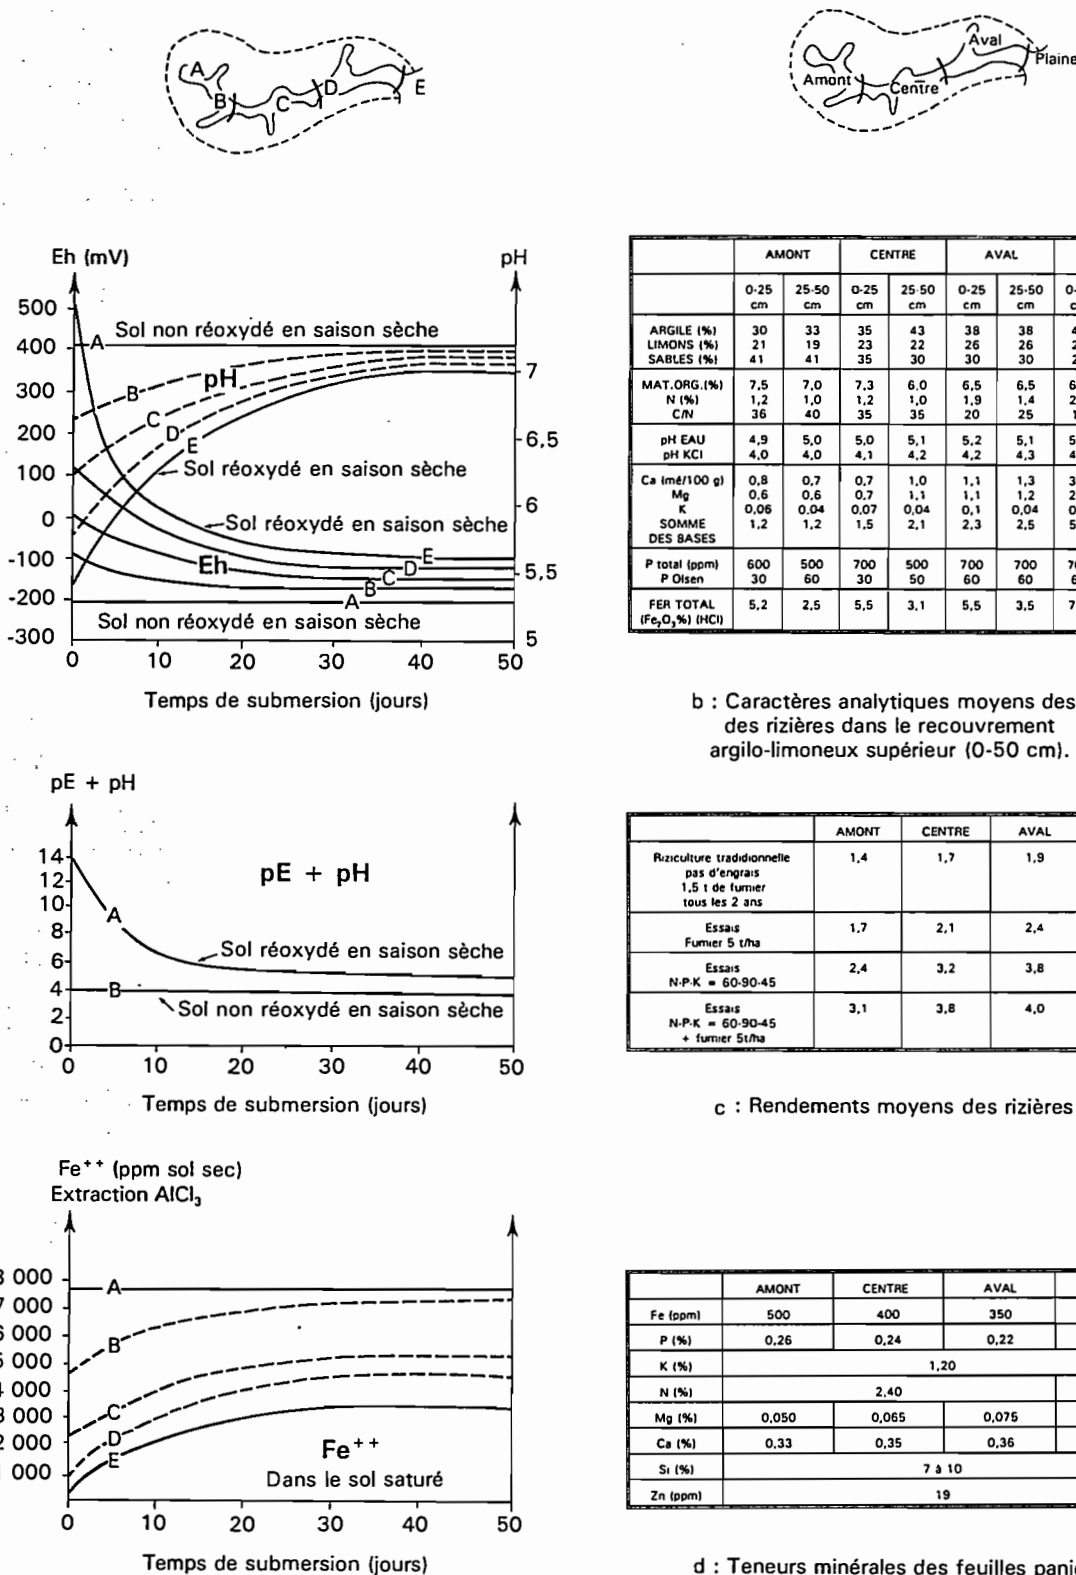 A
B
C
D
E
Amont
Centre
Aval
Plaine
Eh (mV)
pH
500
400
300
200
100
0
-100
-200
-300
7
6,5
6
5,5
5
A Sol non réoxydé en saison sèche
pH
B
C
D
E
Sol réoxydé en saison sèche
Sol réoxydé en saison sèche
Eh
E
D
C
B
A
Sol non réoxydé en saison sèche
0 10 20 30 40 50
Temps de submersion (jours)
AMONT CENTRE AVAL
0-25 cm 25-50 cm 0-25 cm 25-50 cm 0-25 cm 25-50 cm
ARGILE (%) 30 33 35 43 38 38
LIMONS (%) 21 19 23 22 26 26
SABLES (%) 41 41 35 30 30 30
MAT.ORG.(%) 7,5 7,0 7,3 6,0 6,5 6,5
N (%) 1,2 1,0 1,2 1,0 1,9 1,4
C/N 36 40 35 35 20 25
pH EAU 4,9 5,0 5,0 5,1 5,2 5,1
pH KCl 4,0 4,0 4,1 4,2 4,2 4,3
Ca (mé/100 g) 0,8 0,7 0,7 1,0 1,1 1,3
Mg 0,6 0,6 0,7 1,1 1,1 1,2
K 0,06 0,04 0,07 0,04 0,1 0,04
SOMME 1,2 1,2 1,5 2,1 2,3 2,5
DES BASES
P total (ppm) 600 500 700 500 700 700
P Olsen 30 60 30 50 60 60
FER TOTAL 5,2 2,5 5,5 3,1 5,5 3,5
(Fe₂O₃%) (HCl)
b : Caractères analytiques moyens des
des rizières dans le recouvrement
argilo-limoneux supérieur (0-50 cm).
pE + pH
14
12
10
8
6
4
2
0
pE + pH
A
Sol réoxydé en saison sèche
B
Sol non réoxydé en saison sèche
0 10 20 30 40 50
Temps de submersion (jours)
AMONT CENTRE AVAL
Riziculture tradidionnelle 1,4 1,7 1,9
pas d'engrais
1,5 t de fumier
tous les 2 ans
Essais 1,7 2,1 2,4
Fumier 5 t/ha
Essais 2,4 3,2 3,8
N-P-K = 60-90-45
Essais 3,1 3,8 4,0
N-P-K = 60-90-45
+ fumier 5t/ha
c : Rendements moyens des rizières
Fe⁺⁺ (ppm sol sec)
Extraction AlCl₃
000
7 000
6 000
000
000
3 000
2 000
1 000
A
B
C
D
E
Fe⁺⁺
Dans le sol saturé
0 10 20 30 40 50
Temps de submersion (jours)
AMONT CENTRE AVAL
Fe (ppm) 500 400 350
P (%) 0,26 0,24 0,22
K (%) 1,20
N (%) 2,40
Mg (%) 0,050 0,065 0,075
Ca (%) 0,33 0,35 0,36
Si (%) 7 à 10
Zn (ppm) 19
d : Teneurs minérales des feuilles